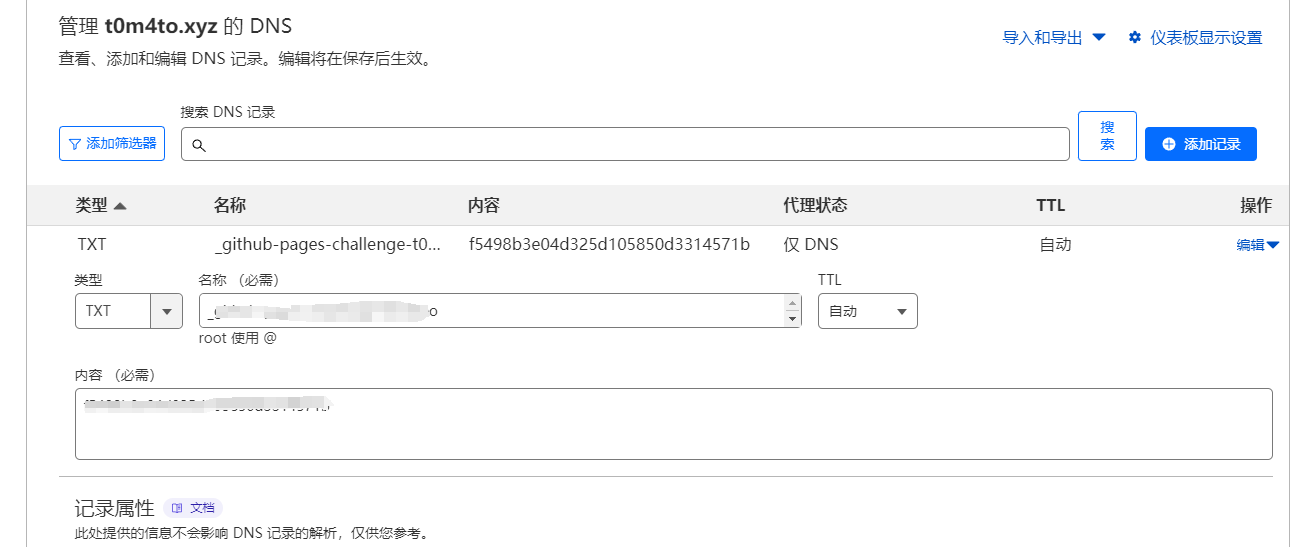 管理 t0m4to.xyz 的 DNS
查看、添加和编辑 DNS 记录。编辑将在保存后生效。
导入和导出
仪表板显示设置
搜索 DNS 记录
添加筛选器
搜
索
添加记录
类型 名称 内容 代理状态 TTL 操作
TXT _github-pages-challenge-t0... f5498b3e04d325d105850d3314571b 仅 DNS 自动 编辑
类型 名称 （必需） TTL
TXT 自动
root 使用 @
内容 （必需）
记录属性 文档
此处提供的信息不会影响 DNS 记录的解析，仅供您参考。